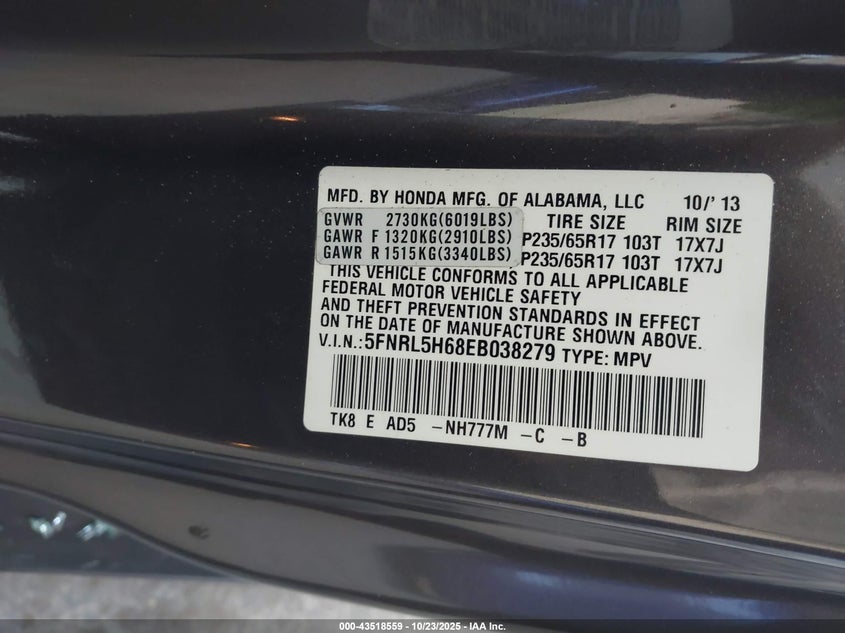 MFD. BY HONDA MFG. OF ALABAMA, LLC 10/' 13
GVWR 2730KG(6019LBS) TIRE SIZE RIM SIZE
GAWR F 1320KG(2910LBS) P235/65R17 103T 17X7J
GAWR R 1515KG(3340LBS) P235/65R17 103T 17X7J
THIS VEHICLE CONFORMS TO ALL APPLICABLE
FEDERAL MOTOR VEHICLE SAFETY
AND THEFT PREVENTION STANDARDS IN EFFECT
ON THE DATE OF MANUFACTURE SHOWN ABOVE.
V.I.N.:5FNRL5H68EB038279 TYPE: MPV
TK8 E AD5 -NH777M -C -B
000-43518559 - 10/23/2025 - IAA Inc.